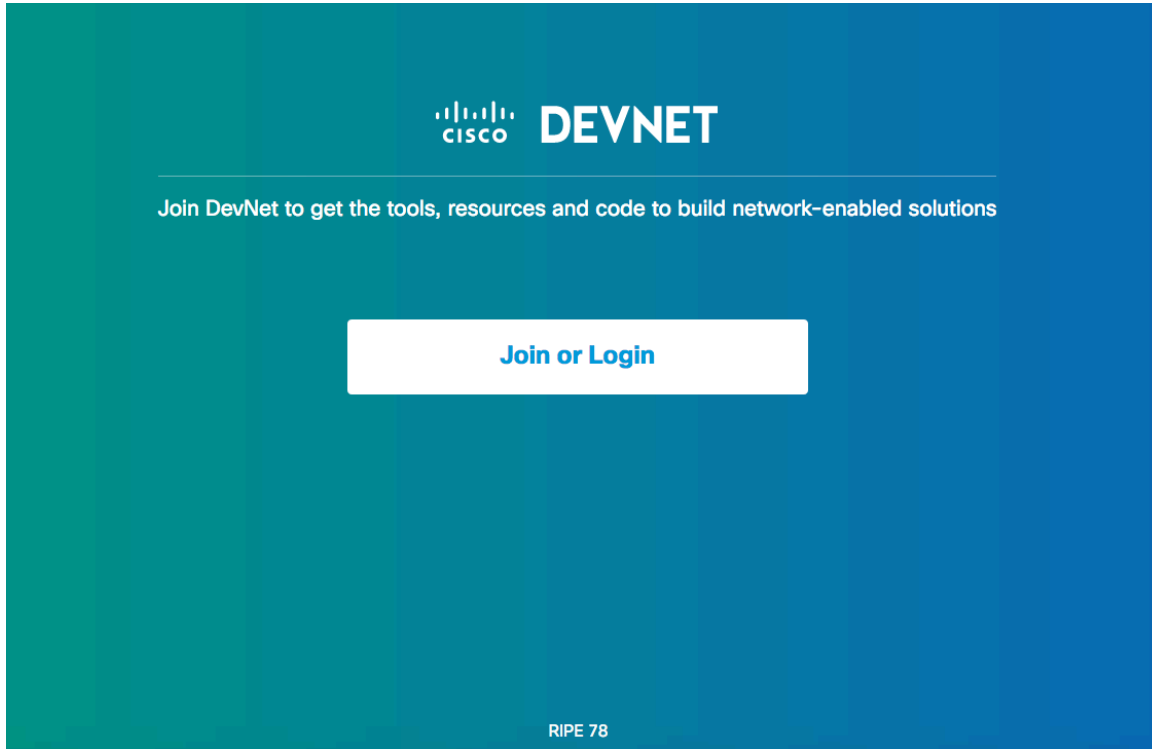 CISCO DEVNET
Join DevNet to get the tools, resources and code to build network-enabled solutions
Join or Login
RIPE 78